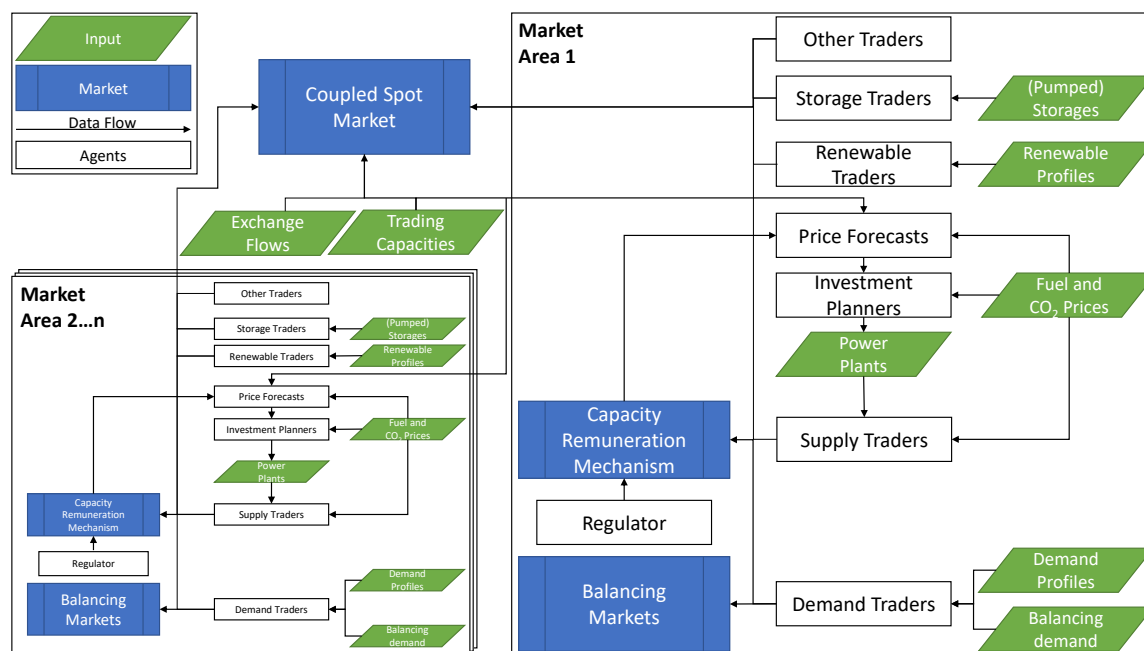 Input
Market
Data Flow
Agents
Coupled Spot
Market
Exchange
Flows
Trading
Capacities
Market
Area 1
Other Traders
Storage Traders
(Pumped)
Storages
Renewable
Traders
Renewable
Profiles
Price Forecasts
Investment
Planners
Fuel and
CO₂ Prices
Power
Plants
Capacity
Remuneration
Mechanism
Supply Traders
Regulator
Balancing
Markets
Demand Traders
Demand
Profiles
Balancing
demand
Market
Area 2...n
Other Traders
Storage Traders
(Pumped)
Storages
Renewable Traders
Renewable
Profiles
Price Forecasts
Investment Planners
Fuel and
CO₂ Prices
Power
Plants
Capacity
Remuneration
Mechanism
Supply Traders
Regulator
Balancing
Markets
Demand Traders
Demand
Profiles
Balancing demand